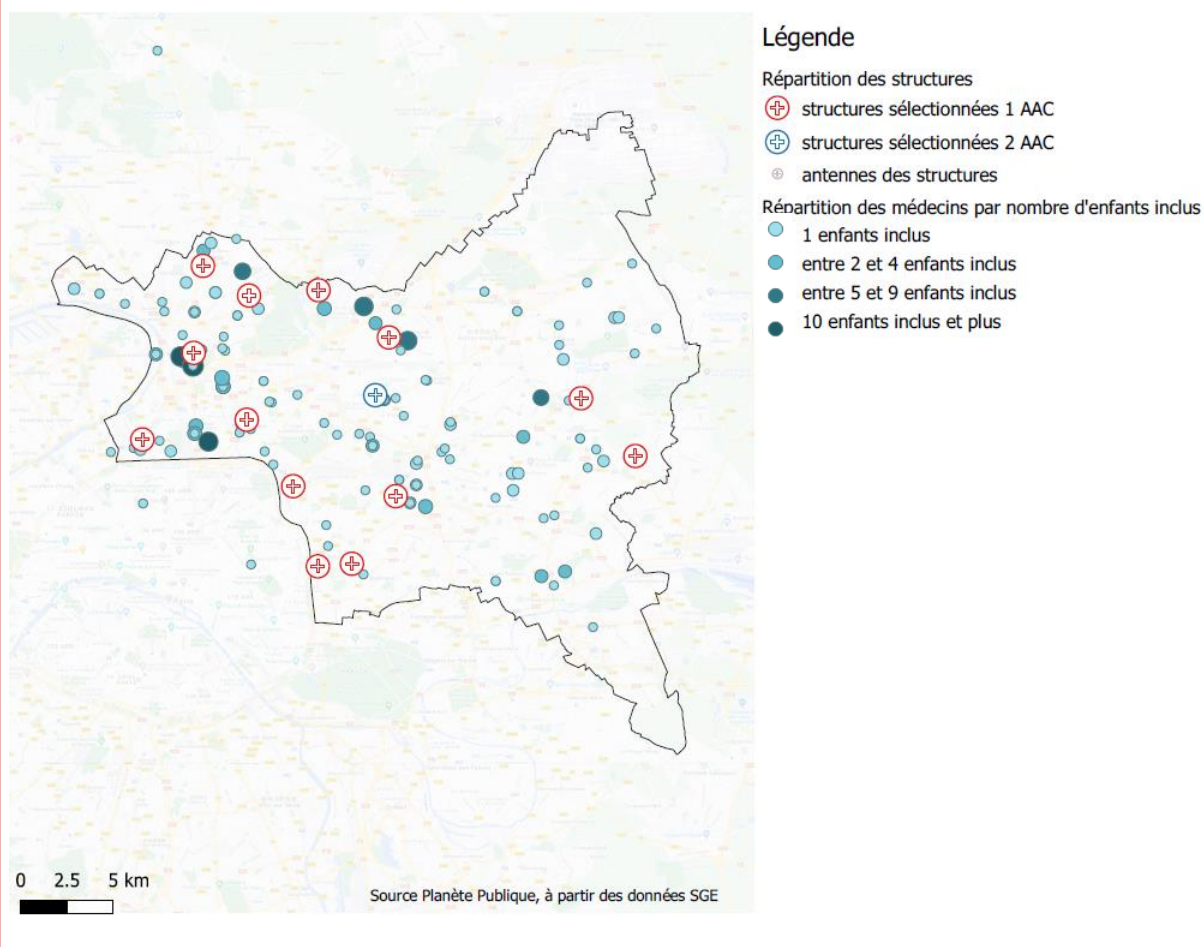 Légende
Répartition des structures
structures sélectionnées 1 AAC
structures sélectionnées 2 AAC
antennes des structures
Répartition des médecins par nombre d'enfants inclus
1 enfants inclus
entre 2 et 4 enfants inclus
entre 5 et 9 enfants inclus
10 enfants inclus et plus
0 2.5 5 km
Source Planète Publique, à partir des données SGE